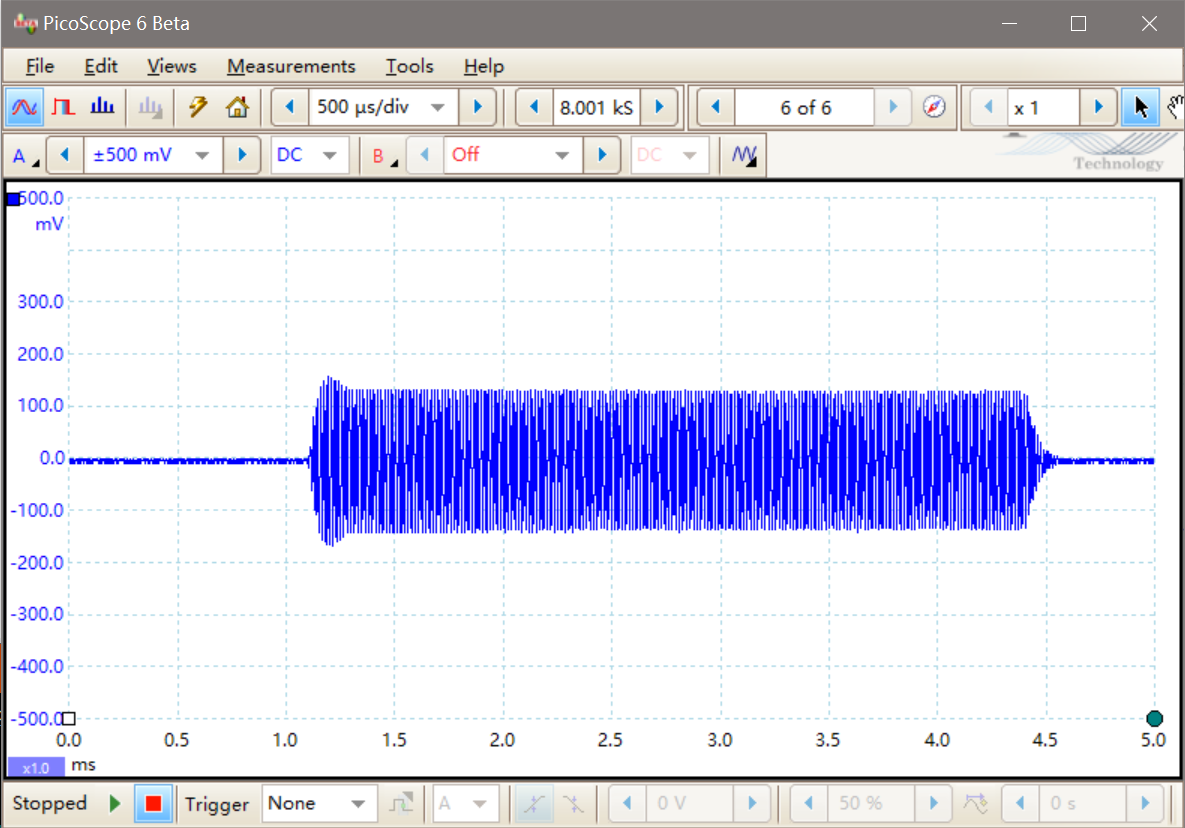 PicoScope 6 Beta
File Edit Views Measurements Tools Help
500 µs/div 8.001 kS 6 of 6 x 1
A ±500 mV DC B Off DC
Technology
500.0
mV
300.0
200.0
100.0
0.0
-100.0
-200.0
-300.0
-400.0
-500.0
0.0 0.5 1.0 1.5 2.0 2.5 3.0 3.5 4.0 4.5 5.0
x1.0 ms
Stopped Trigger None A 0 V 50 % 0 s